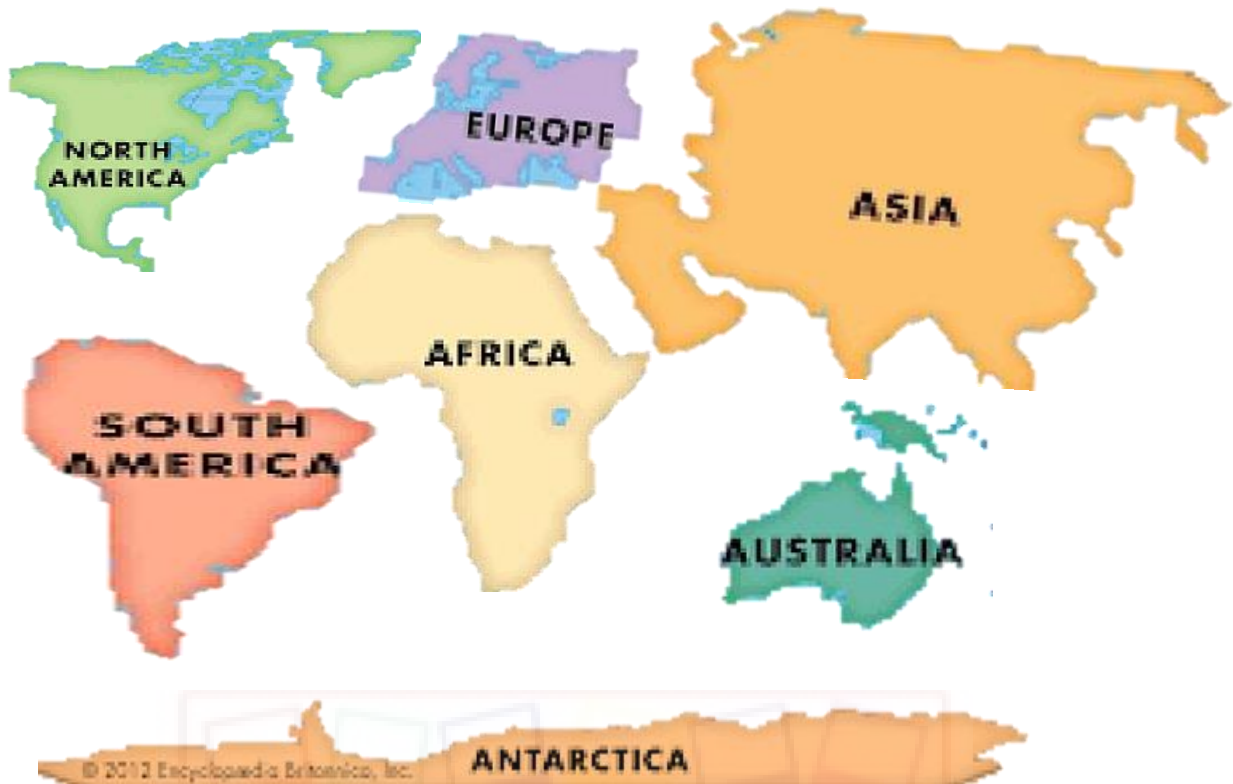 NORTH
AMERICA
EUROPE
ASIA
AFRICA
SOUTH
AMERICA
AUSTRALIA
ANTARCTICA
© 2012 Encyclopædia Britannica, Inc.